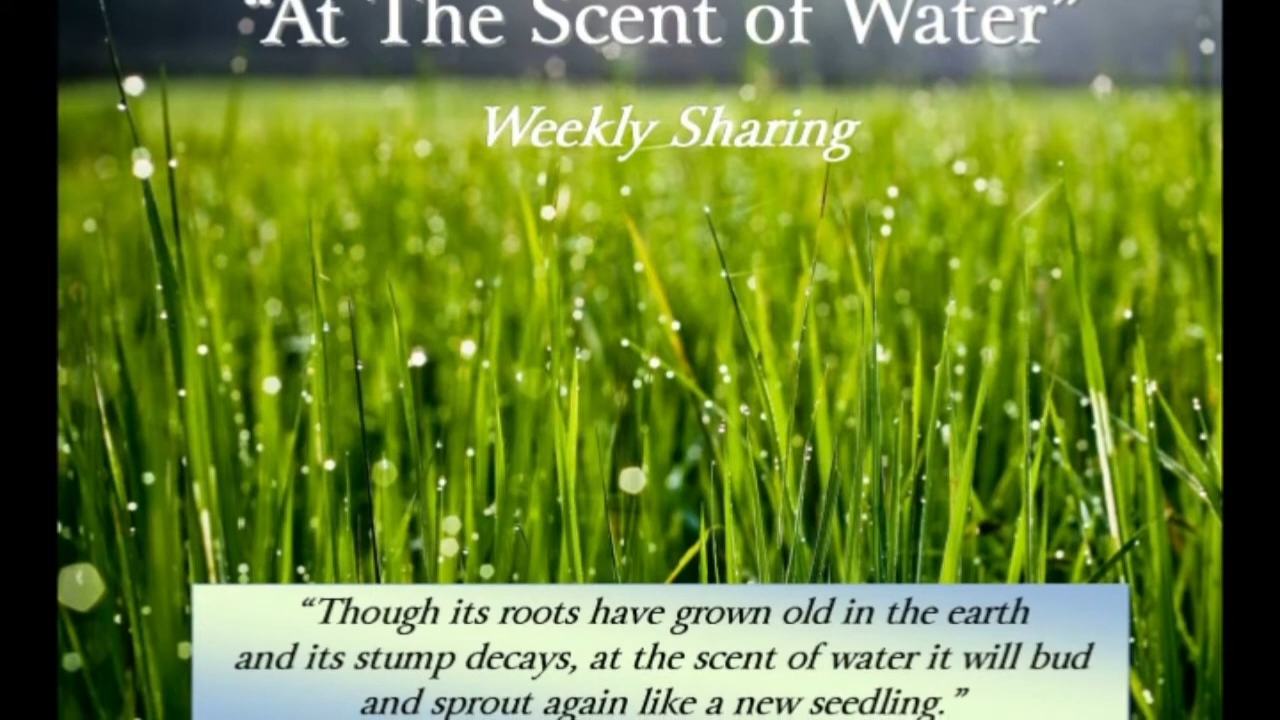 “At The Scent of Water”
Weekly Sharing
“Though its roots have grown old in the earth
and its stump decays, at the scent of water it will bud
and sprout again like a new seedling.”